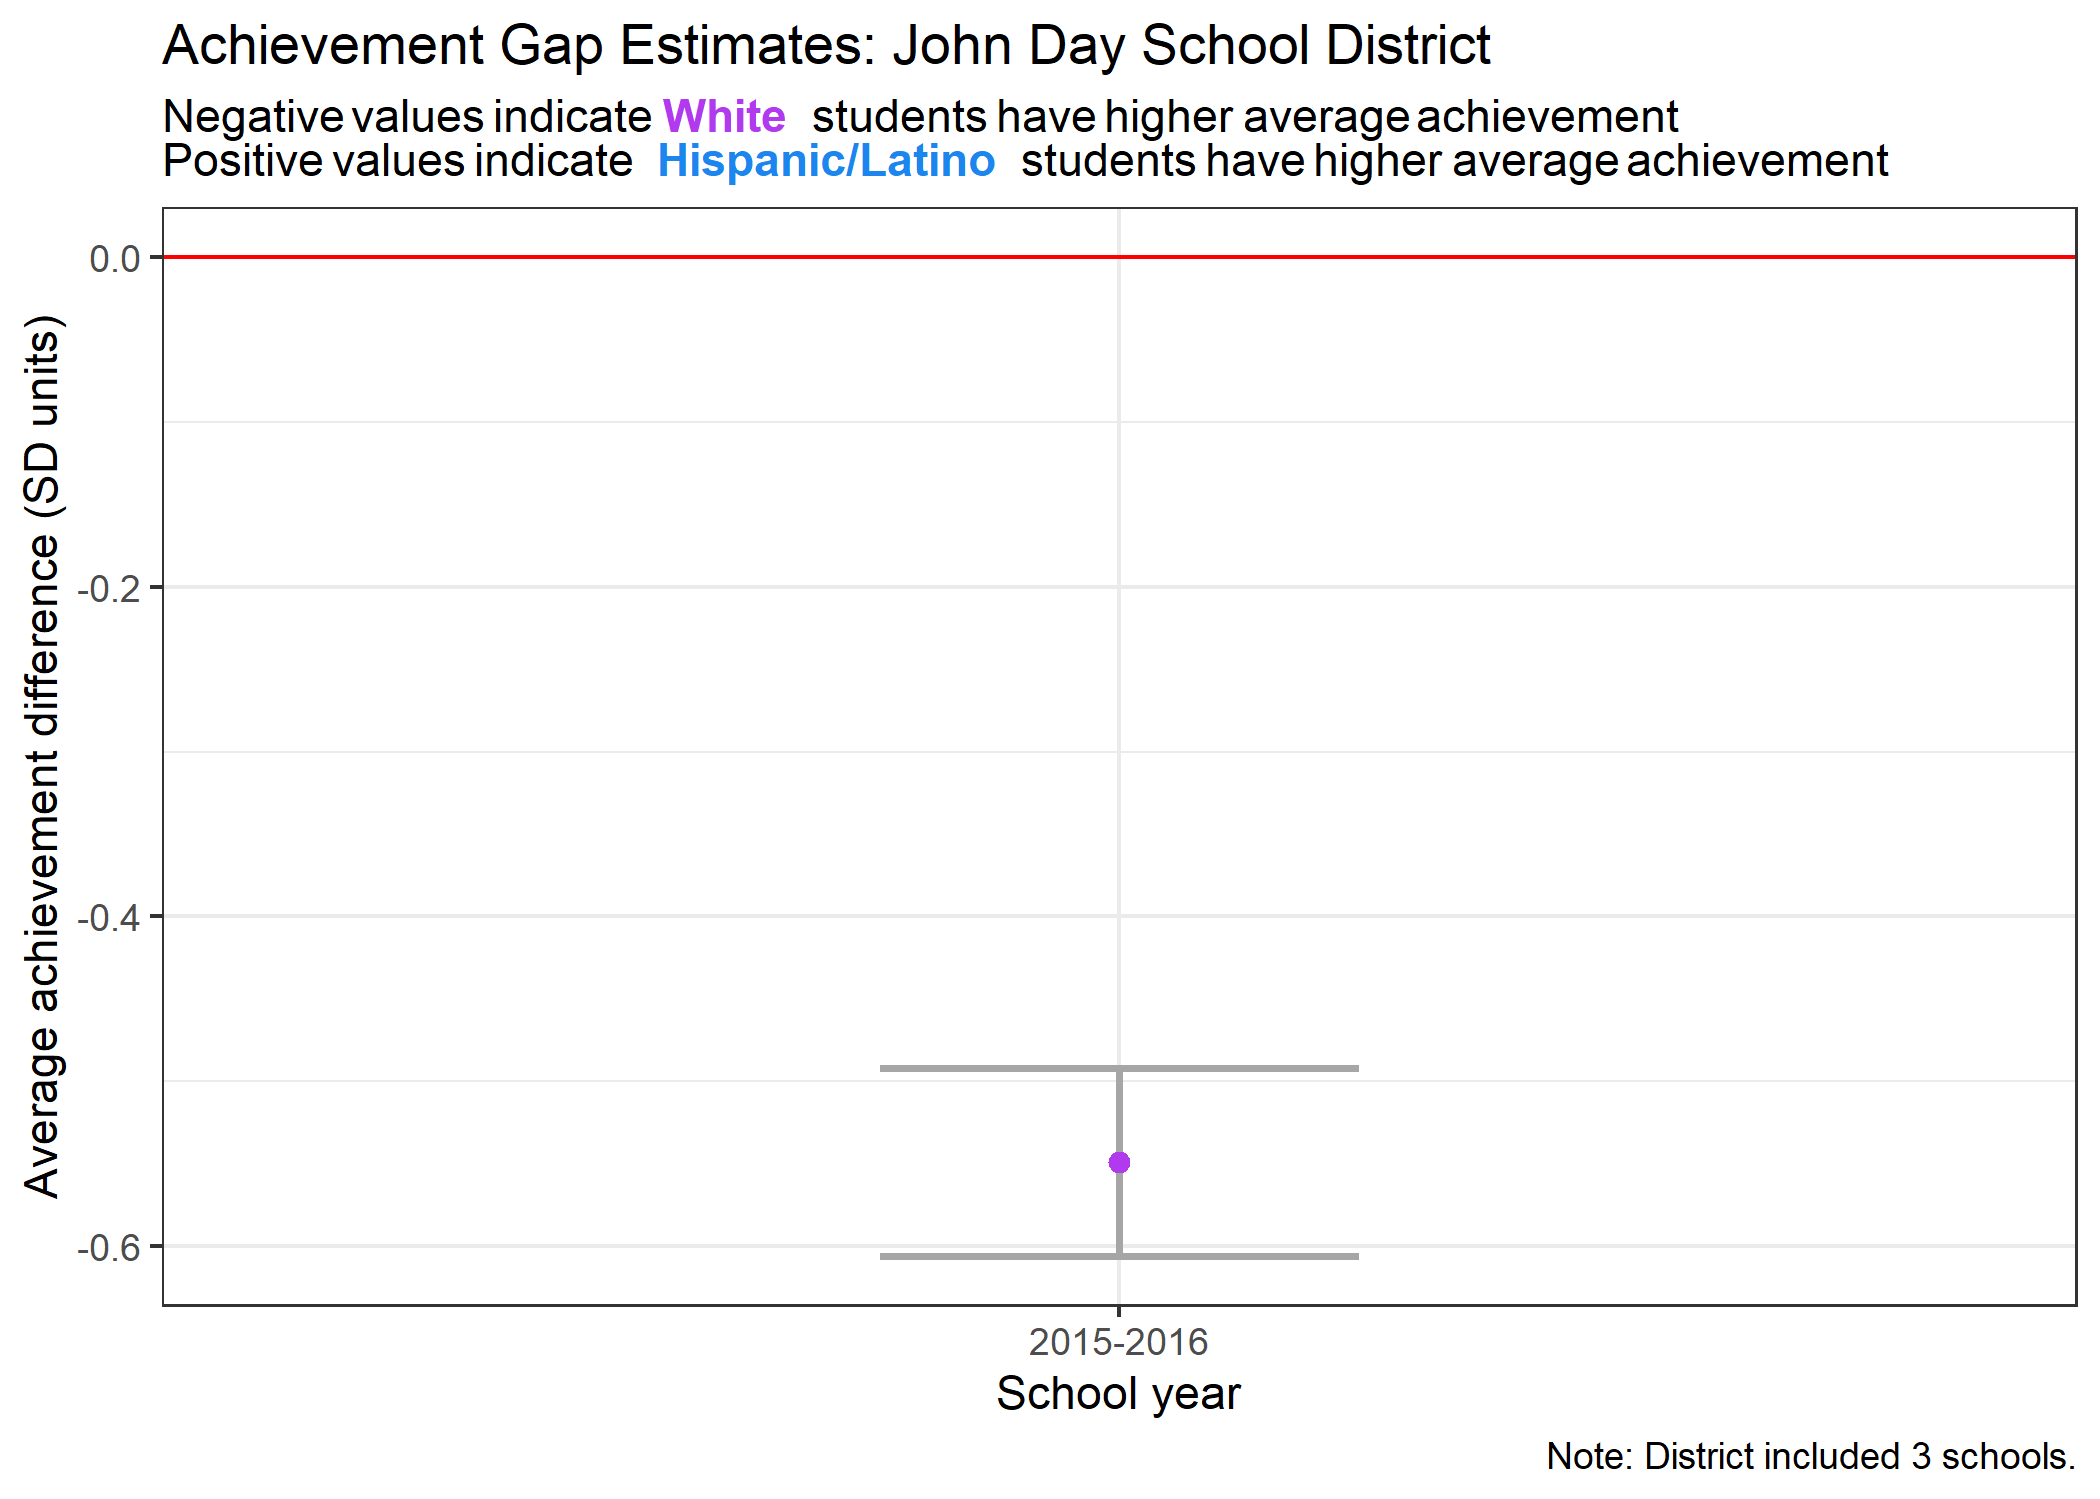 Achievement Gap Estimates: John Day School District
Negative values indicate White students have higher average achievement
Positive values indicate Hispanic/Latino students have higher average achievement
Average achievement difference (SD units)
0.0
-0.2
-0.4
-0.6
2015-2016
School year
Note: District included 3 schools.